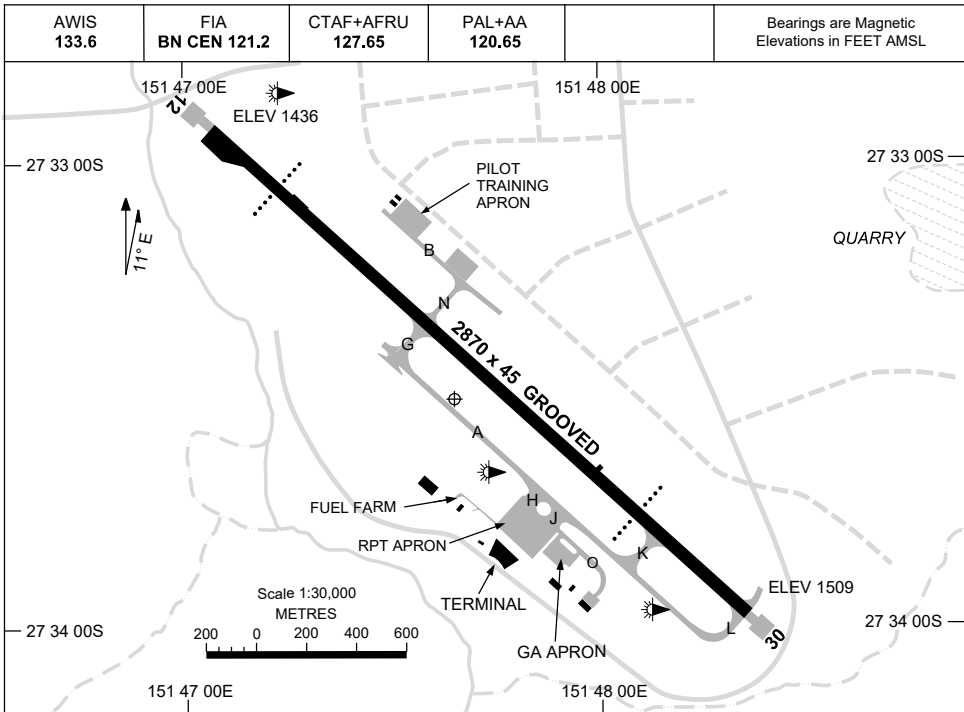 AWIS
133.6
FIA
BN CEN 121.2
CTAF+AFRU
127.65
PAL+AA
120.65
Bearings are Magnetic
Elevations in FEET AMSL
151 47 00E
151 48 00E
12
ELEV 1436
27 33 00S
27 33 00S
PILOT
TRAINING
APRON
QUARRY
11° E
B
N
G
2870 x 45 GROOVED
A
FUEL FARM
H
J
RPT APRON
K
O
TERMINAL
ELEV 1509
Scale 1:30,000
METRES
200 0 200 400 600
GA APRON
L
30
27 34 00S
27 34 00S
151 47 00E
151 48 00E